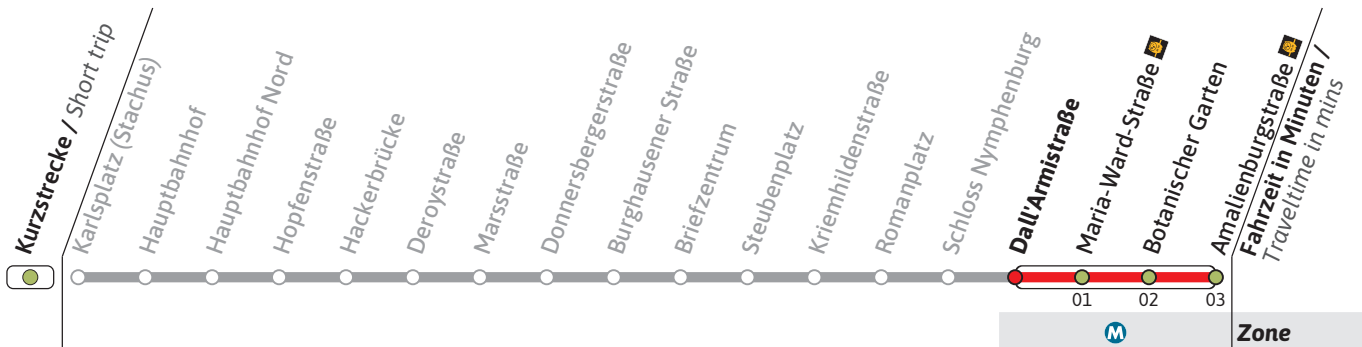 Kurzstrecke / Short trip
Karlsplatz (Stachus)
Hauptbahnhof
Hauptbahnhof Nord
Hopfenstraße
Hackerbrücke
Deroystraße
Marsstraße
Donnersbergerstraße
Burghausener Straße
Briefzentrum
Steubenplatz
Kriemhildenstraße
Romanplatz
Schloss Nymphenburg
Dall'Armistraße
Maria-Ward-Straße
Botanischer Garten
Amalienburgstraße
Fahrzeit in Minuten /
Traveltime in mins
01 02 03
M Zone